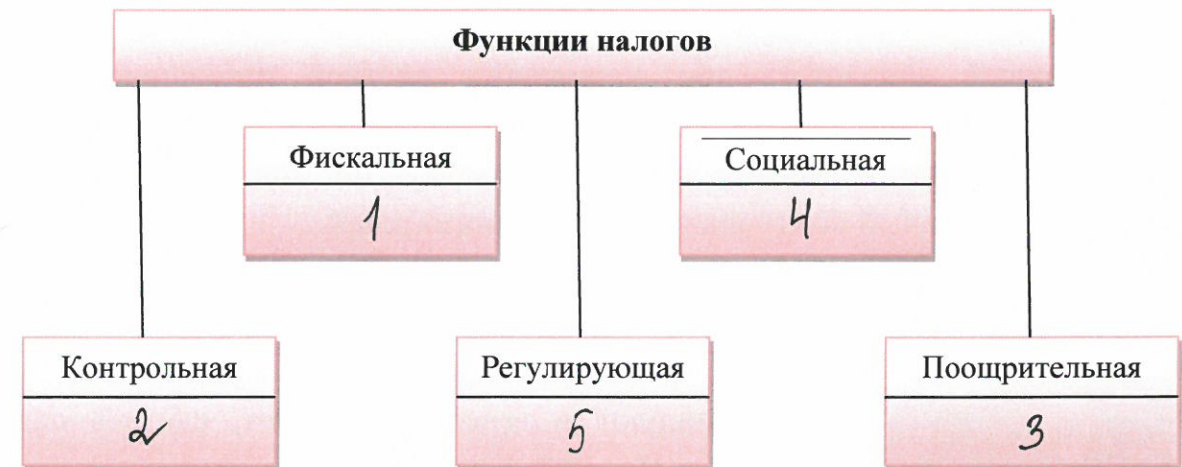 Функции налогов
Фискальная
1
Социальная
4
Контрольная
2
Регулирующая
5
Поощрительная
3